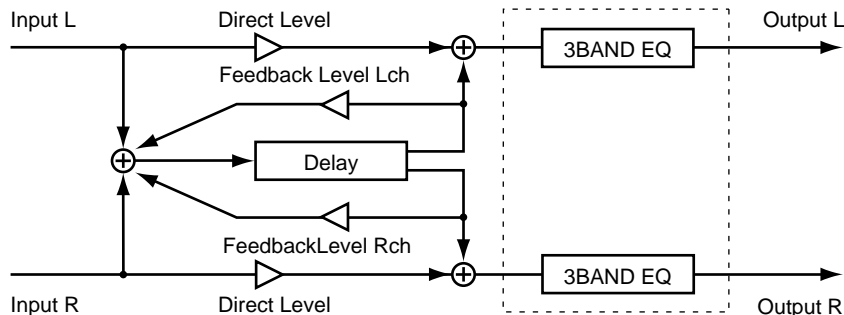 Input L
Direct Level
Output L
3BAND EQ
Feedback Level Lch
Delay
FeedbackLevel Rch
3BAND EQ
Input R
Direct Level
Output R